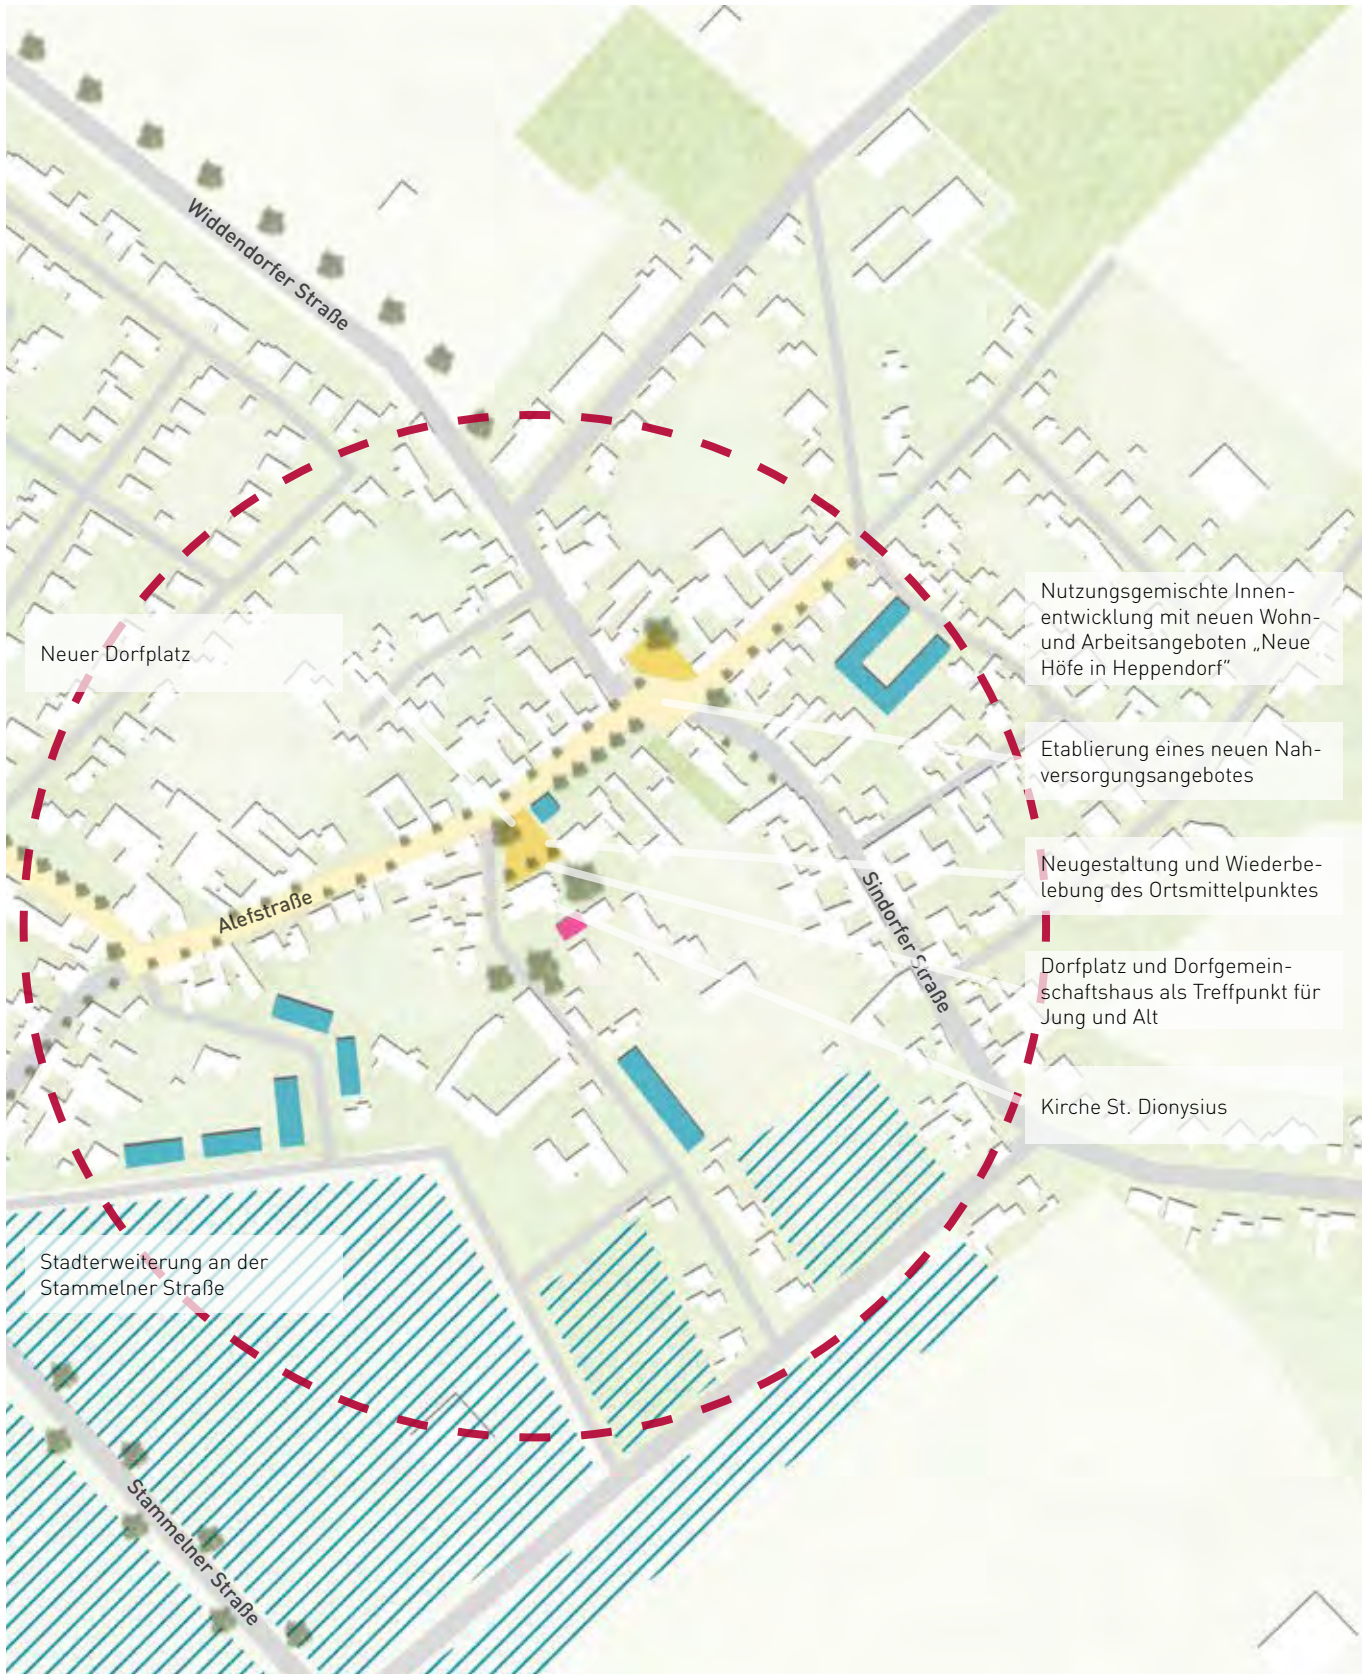 Widdendorfer Straße
Nutzungsgemischte Innen-
entwicklung mit neuen Wohn-
und Arbeitsangeboten „Neue
Höfe in Heppendorf“
Neuer Dorfplatz
Etablierung eines neuen Nah-
versorgungsangebotes
Neugestaltung und Wiederbe-
lebung des Ortsmittelpunktes
Alefstraße
Sindorfer Straße
Dorfplatz und Dorfgemein-
schaftshaus als Treffpunkt für
Jung und Alt
Kirche St. Dionysius
Stadterweiterung an der
Stammelner Straße
Stammelner Straße